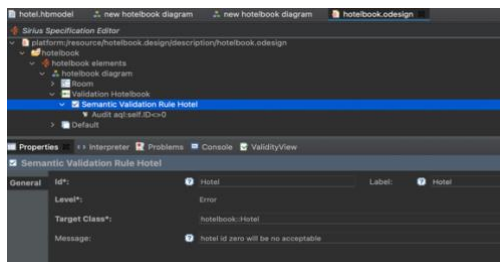 hotel.hbmodel new hotelbook diagram new hotelbook diagram hotelbook.odesign
Sirius Specification Editor
platform:/resource/hotelbook.design/description/hotelbook.odesign
hotelbook
hotelbook elements
hotelbook diagram
Room
Validation Hotelbook
Semantic Validation Rule Hotel
Audit aql:self.ID<>0
Default
Properties Interpreter Problems Console ValidityView
Semantic Validation Rule Hotel
General Id*: Hotel Label: Hotel
Level*: Error
Target Class*: hotelbook::Hotel
Message: hotel id zero will be no acceptable